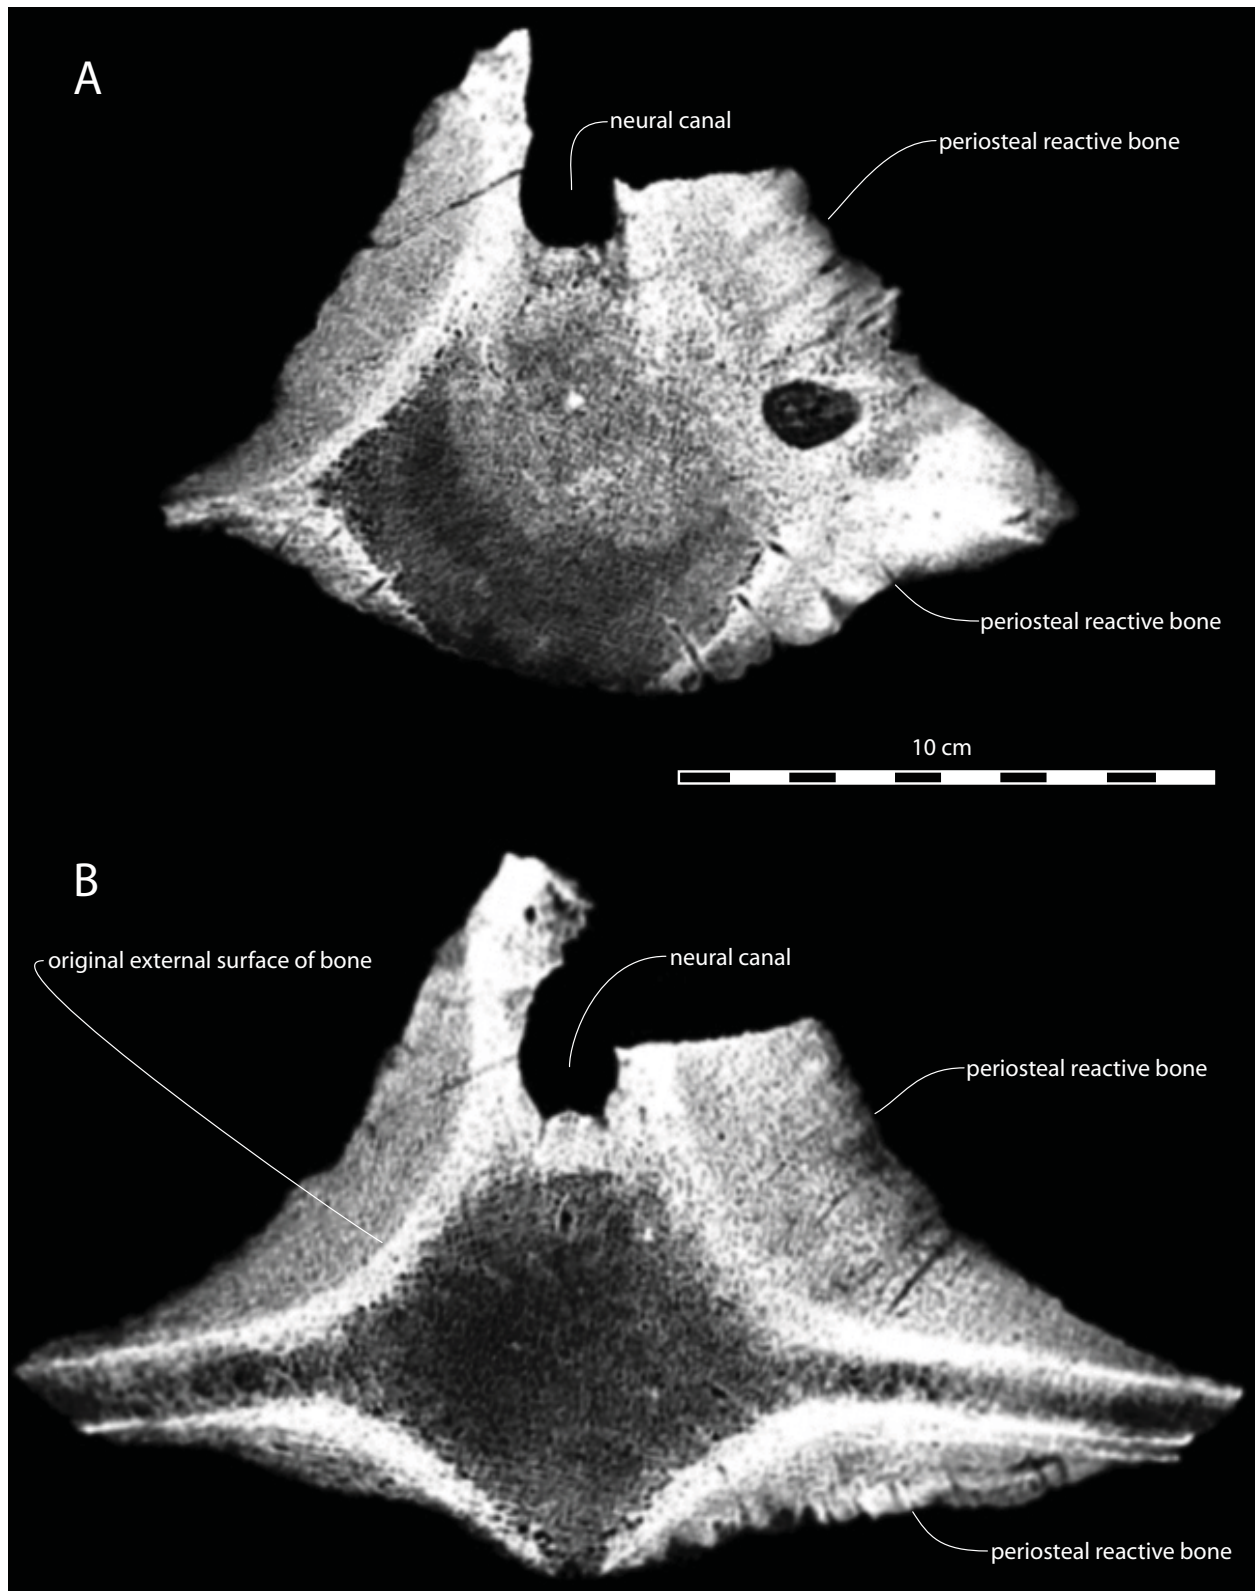 A
neural canal
periosteal reactive bone
periosteal reactive bone
10 cm
B
original external surface of bone
neural canal
periosteal reactive bone
periosteal reactive bone